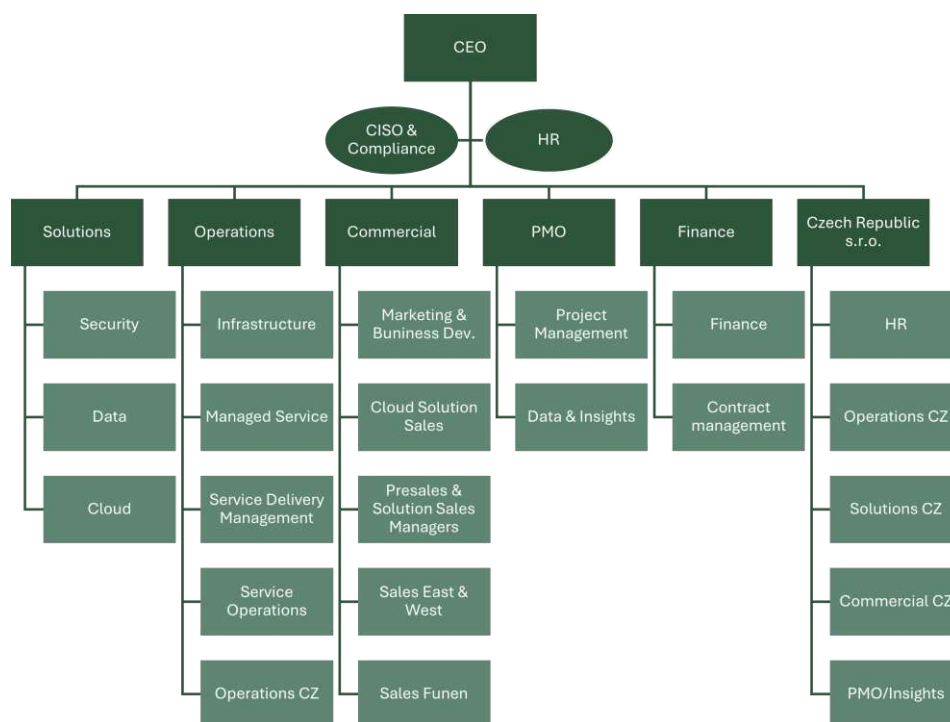 CEO
CISO &
Compliance
HR
Solutions
Operations
Commercial
PMO
Finance
Czech Republic
s.r.o.
Security
Data
Cloud
Infrastructure
Managed Service
Service Delivery
Management
Service
Operations
Operations CZ
Marketing &
Buniness Dev.
Cloud Solution
Sales
Presales &
Solution Sales
Managers
Sales East &
West
Sales Funen
Project
Management
Data & Insights
Finance
Contract
management
HR
Operations CZ
Solutions CZ
Commercial CZ
PMO/Insights